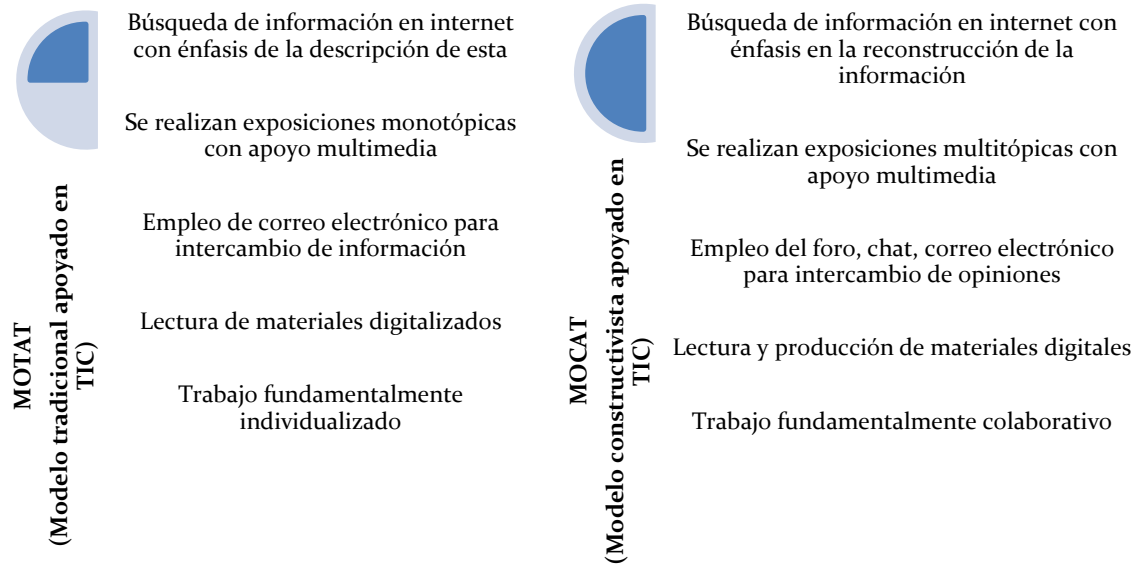 MOTAT
(Modelo tradicional apoyado en
TIC)
Búsqueda de información en internet
con énfasis de la descripción de esta
Se realizan exposiciones monotópicas
con apoyo multimedia
Empleo de correo electrónico para
intercambio de información
Lectura de materiales digitalizados
Trabajo fundamentalmente
individualizado
MOCAT
(Modelo constructivista apoyado en
TIC)
Búsqueda de información en internet con
énfasis en la reconstrucción de la
información
Se realizan exposiciones multitópicas con
apoyo multimedia
Empleo del foro, chat, correo electrónico
para intercambio de opiniones
Lectura y producción de materiales digitales
Trabajo fundamentalmente colaborativo